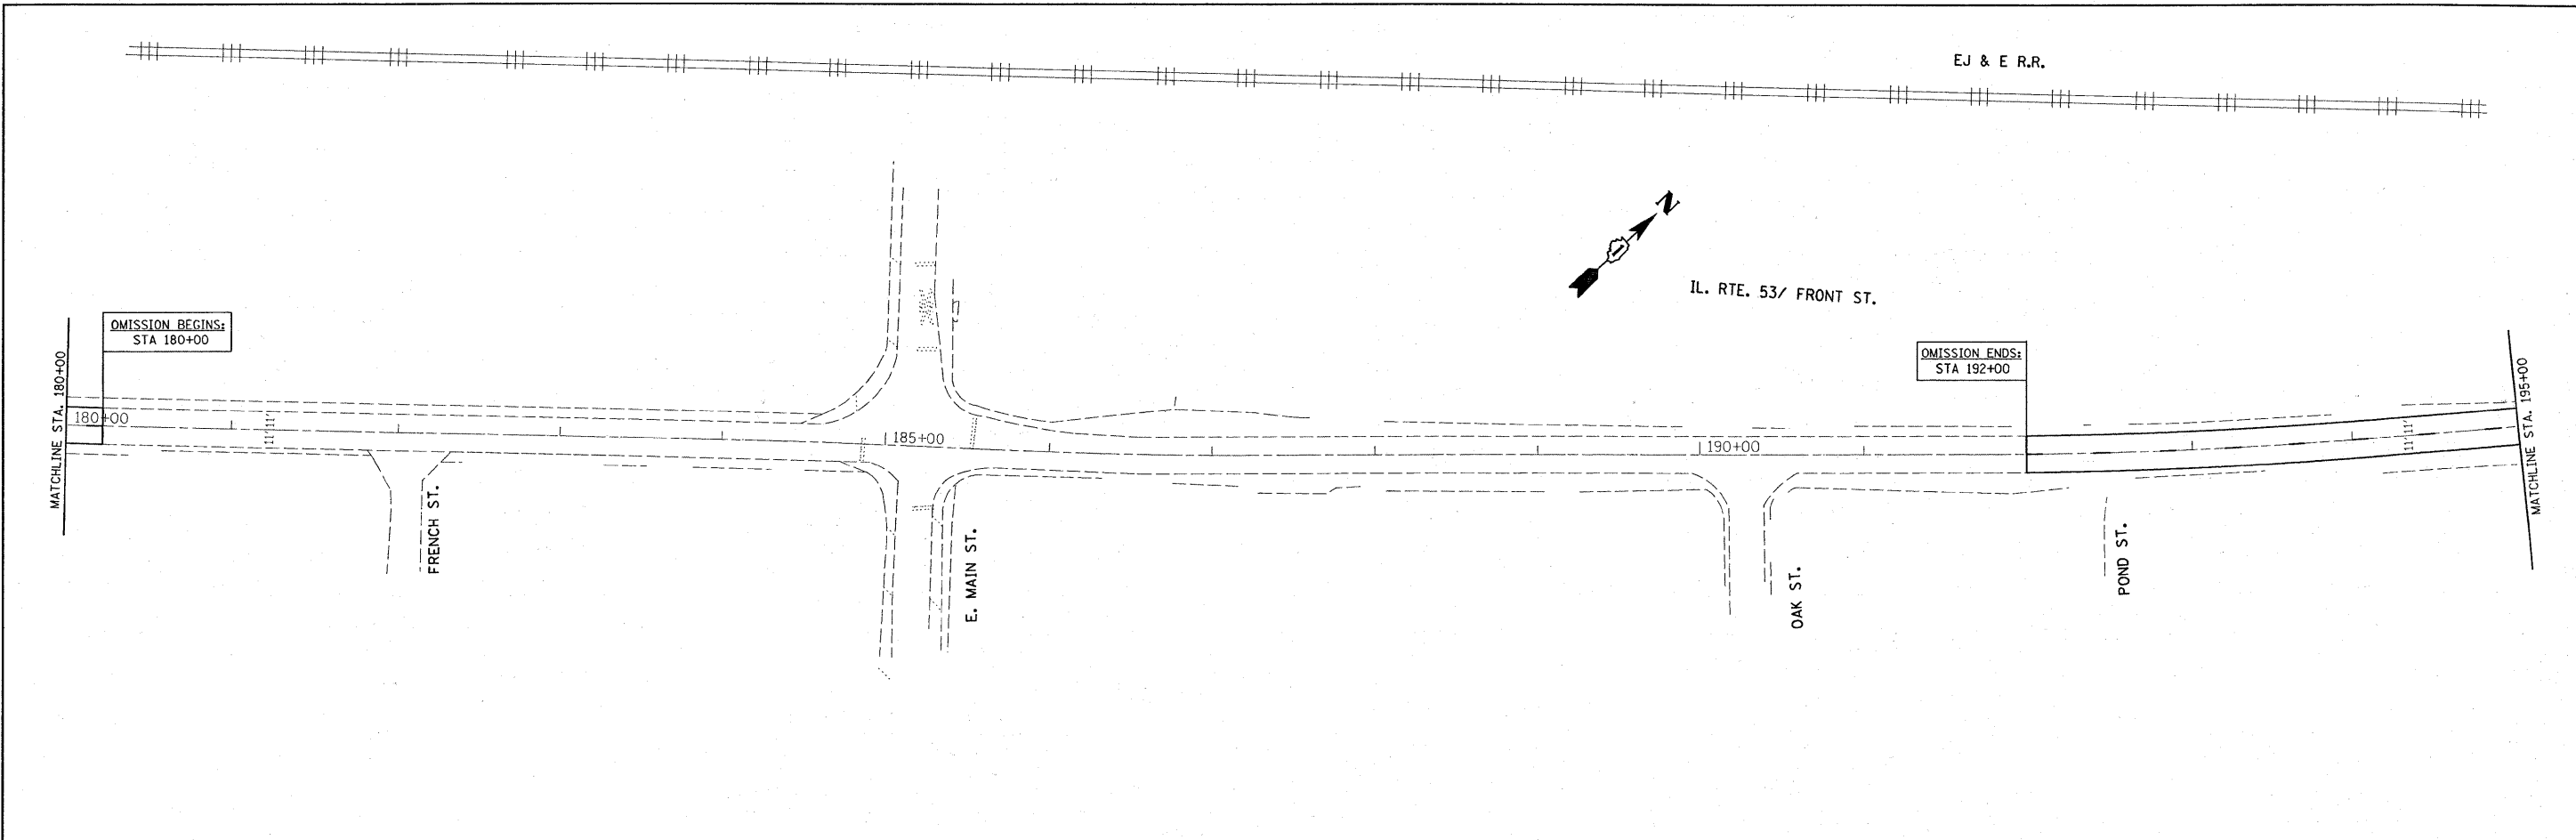 EJ & E R.R.
N
IL. RTE. 53/ FRONT ST.
OMISSION BEGINS:
STA 180+00
OMISSION ENDS:
STA 192+00
MATCHLINE STA. 180+00
180+00
11'11'
185+00
190+00
11'11'
MATCHLINE STA. 195+00
FRENCH ST.
E. MAIN ST.
OAK ST.
POND ST.